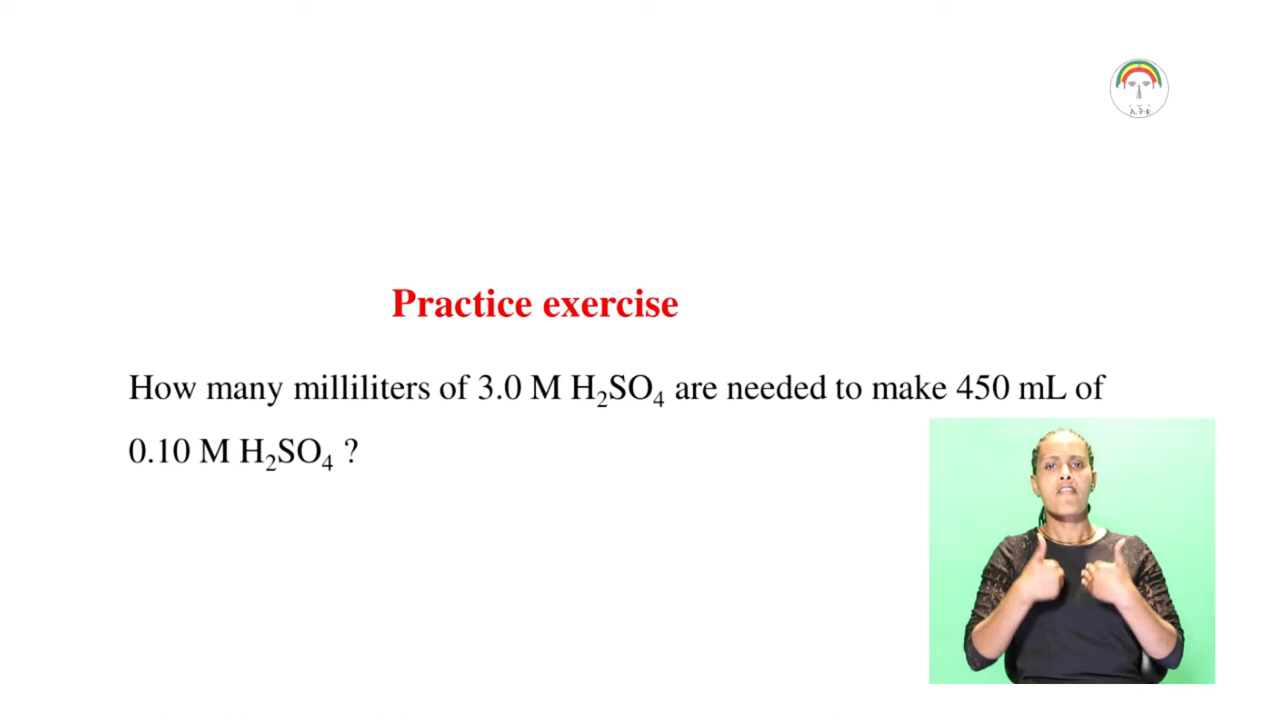 Practice exercise
How many milliliters of 3.0 M H₂SO₄ are needed to make 450 mL of
0.10 M H₂SO₄ ?